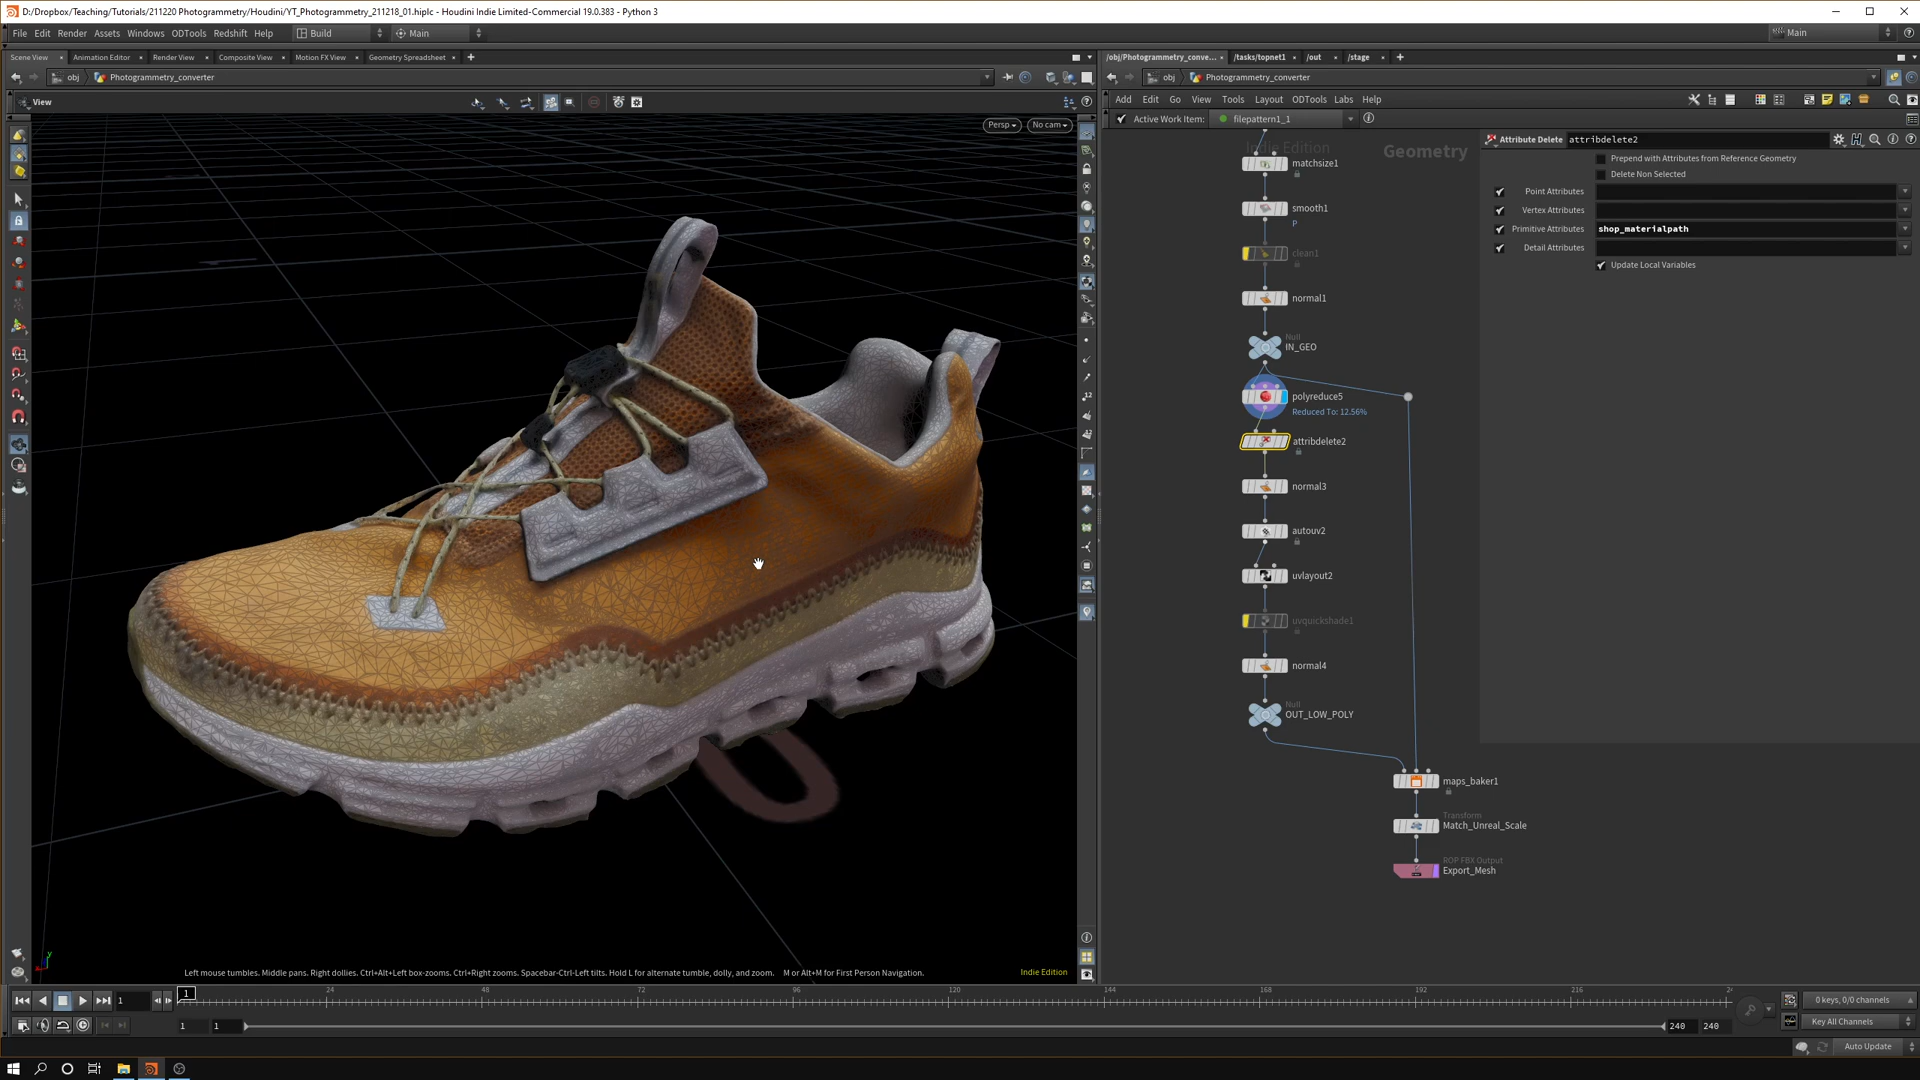 D:/Dropbox/Teaching/Tutorials/211220 Photogrammetry/Houdini/YT_Photogrammetry_211218_01.hiplc - Houdini Indie Limited-Commercial 19.0.383 - Python 3
File Edit Render Assets Windows ODTools Redshift Help Build Main Main
Scene View Animation Editor Render View Composite View Motion FX View Geometry Spreadsheet
obj Photogrammetry_converter
View
Persp No cam
/obj/Photogrammetry_conve... /tasks/topnet1 /out /stage
obj Photogrammetry_converter
Add Edit Go View Tools Layout ODTools Labs Help
Active Work Item: filepattern1_1
Indie Edition
Geometry
matchsize1
smooth1
P
clean1
normal1
Null
IN_GEO
polyreduce5
Reduced To: 12.56%
attribdelete2
normal3
autouv2
uvlayout2
uvquickshade1
normal4
Null
OUT_LOW_POLY
maps_baker1
Transform
Match_Unreal_Scale
ROP FBX Output
Export_Mesh
Attribute Delete attribdelete2
Prepend with Attributes from Reference Geometry
Delete Non Selected
Point Attributes
Vertex Attributes
Primitive Attributes shop_materialpath
Detail Attributes
Update Local Variables
Left mouse tumbles. Middle pans. Right dollies. Ctrl+Alt+Left box-zooms. Ctrl+Right zooms. Spacebar-Ctrl-Left tilts. Hold L for alternate tumble, dolly, and zoom. M or Alt+M for First Person Navigation.
Indie Edition
1 1 24 48 72 96 120 144 168 192 216
0 keys, 0/0 channels
1 1 240 240
Key All Channels
Auto Update